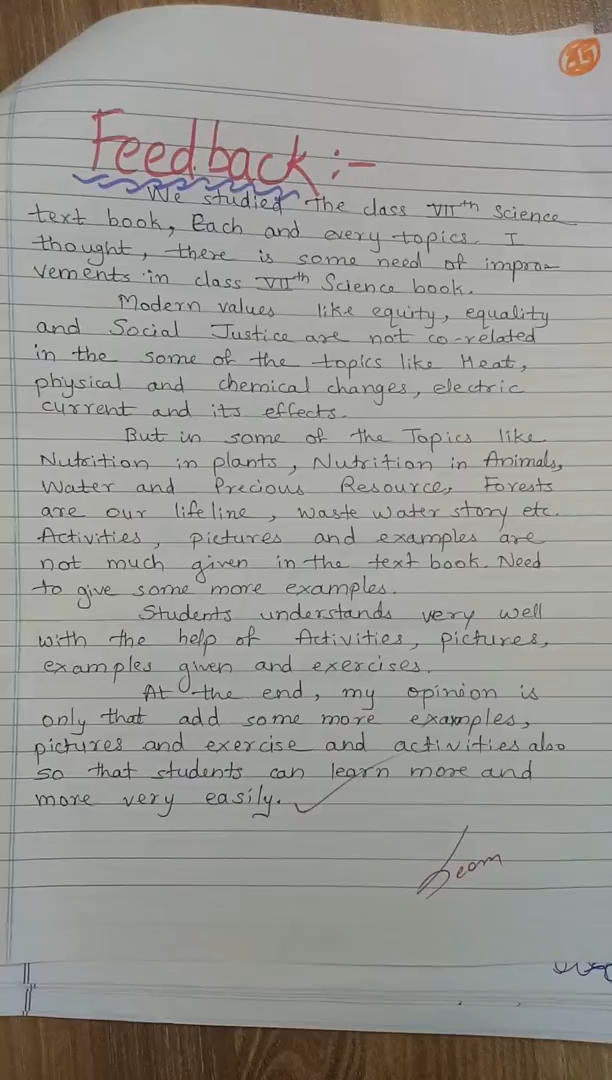 Feedback :-
We studied the class VIIth Science
text book, Each and every topics. I
thought, there is some need of impro-
vements in class VIIth Science book.
Modern values like equity, equality
and Social Justice are not co-related
in the some of the topics like Heat,
physical and chemical changes, electric
current and its effects.
But in some of the Topics like
Nutrition in plants, Nutrition in Animals,
Water and Precious Resource, Forests
are our lifeline, waste water story etc.
Activities, pictures and examples are
not much given in the text book. Need
to give some more examples.
Students understands very well
with the help of Activities, pictures,
examples given and exercises.
At the end, my opinion is
only that add some more examples,
pictures and exercise and activities also
so that students can learn more and
more very easily.